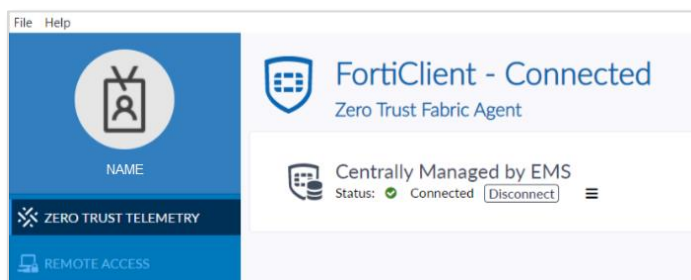 File Help
FortiClient - Connected
Zero Trust Fabric Agent
NAME
Centrally Managed by EMS
Status: Connected Disconnect
ZERO TRUST TELEMETRY
REMOTE ACCESS